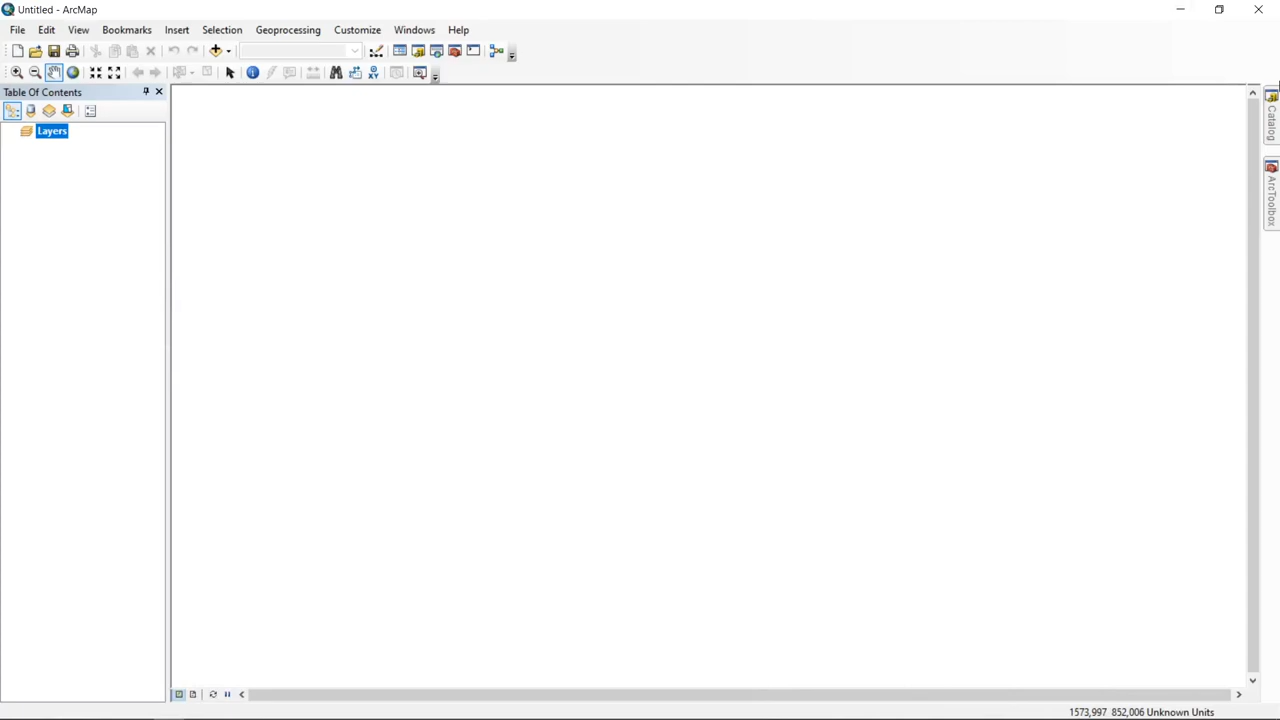 Untitled - ArcMap
File Edit View Bookmarks Insert Selection Geoprocessing Customize Windows Help
Table Of Contents
Layers
Catalog
ArcToolbox
1573,997 852,006 Unknown Units